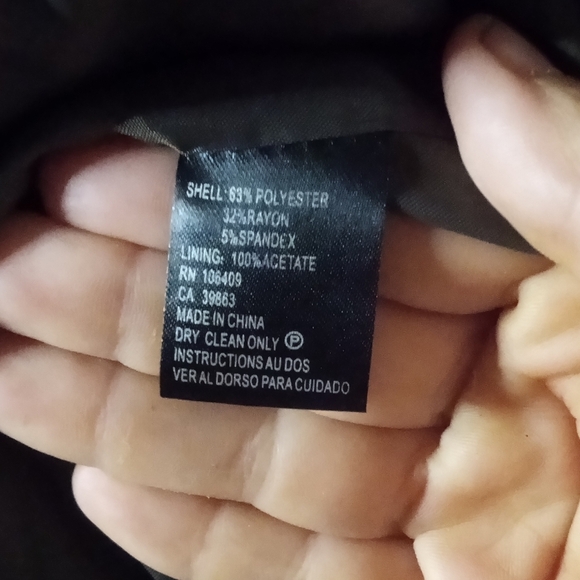 SHELL: 63% POLYESTER
32%RAYON
5%SPANDEX
LINING: 100%ACETATE
RN 106409
CA 39863
MADE IN CHINA
DRY CLEAN ONLY Ⓟ
INSTRUCTIONS AU DOS
VER AL DORSO PARA CUIDADO